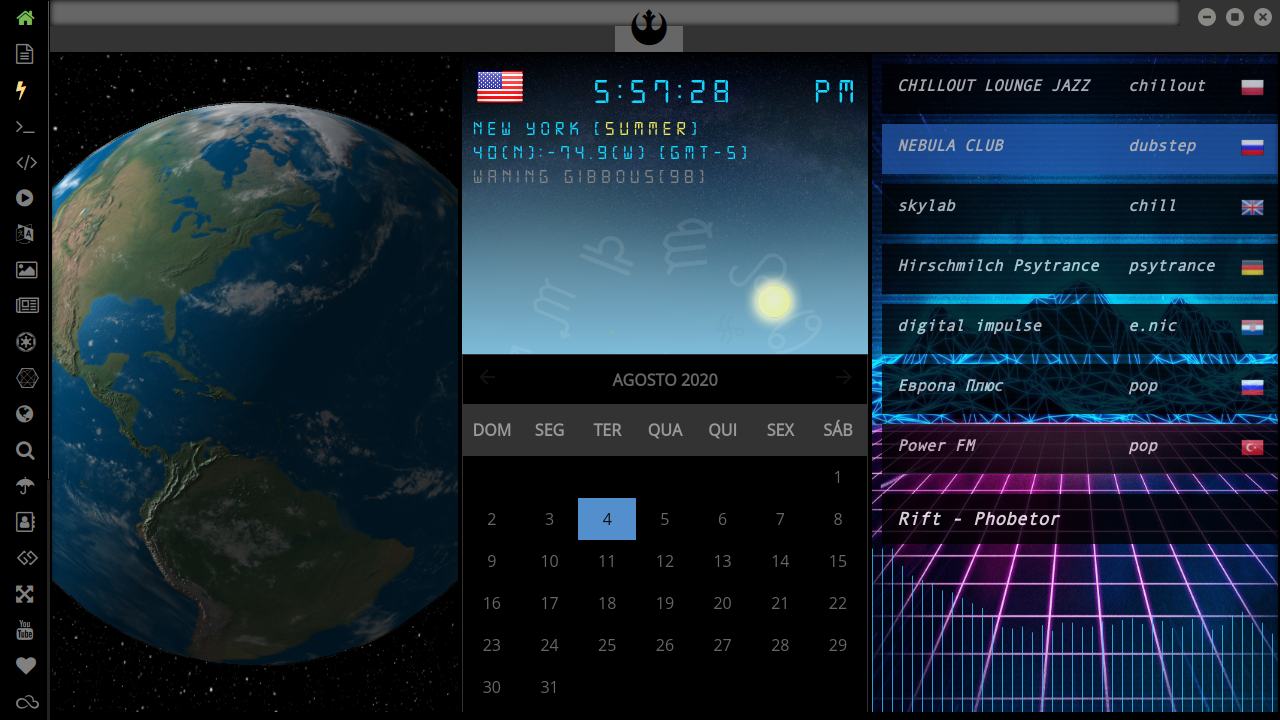 5:57:28 PM
NEW YORK (SUMMER)
40(N):-74.9(W) (GMT-5)
WANING GIBBOUS(98)
AGOSTO 2020
DOM SEG TER QUA QUI SEX SÁB
1
2 3 4 5 6 7 8
9 10 11 12 13 14 15
16 17 18 19 20 21 22
23 24 25 26 27 28 29
30 31
CHILLOUT LOUNGE JAZZ chillout
NEBULA CLUB dubstep
skylab chill
Hirschmilch Psytrance psytrance
digital impulse e.nic
Европа Плюс pop
Power FM pop
Rift - Phobetor
You
Tube